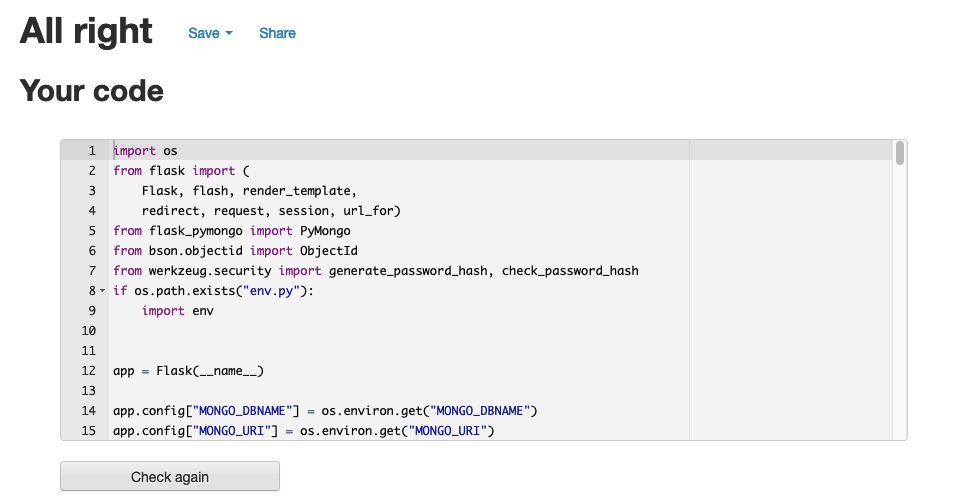 All right
Save
Share
Your code
1 import os
2 from flask import (
3     Flask, flash, render_template,
4     redirect, request, session, url_for)
5 from flask_pymongo import PyMongo
6 from bson.objectid import ObjectId
7 from werkzeug.security import generate_password_hash, check_password_hash
8 if os.path.exists("env.py"):
9     import env
10
11
12 app = Flask(__name__)
13
14 app.config["MONGO_DBNAME"] = os.environ.get("MONGO_DBNAME")
15 app.config["MONGO_URI"] = os.environ.get("MONGO_URI")
Check again